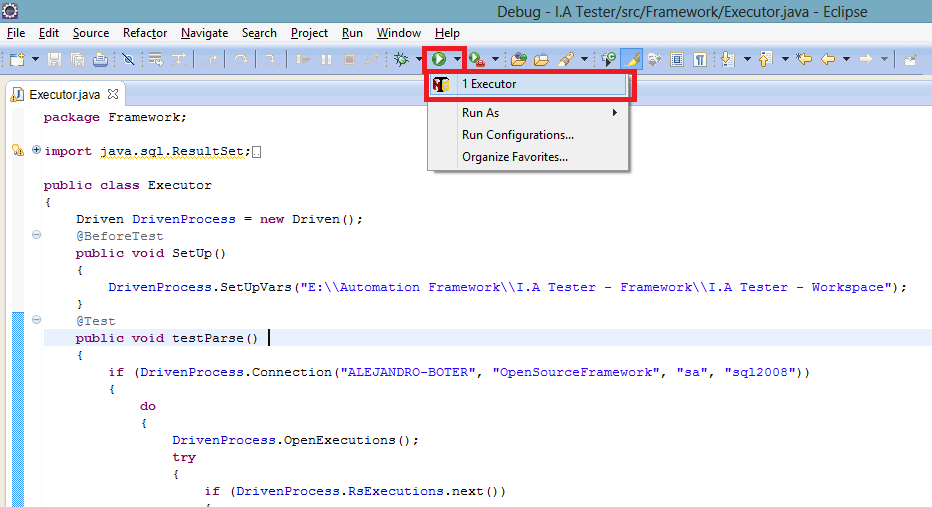 Debug - I.A Tester/src/Framework/Executor.java - Eclipse
File Edit Source Refactor Navigate Search Project Run Window Help
1 Executor
Run As
Run Configurations...
Organize Favorites...
Executor.java
package Framework;
import java.sql.ResultSet;
public class Executor
{
Driven DrivenProcess = new Driven();
@BeforeTest
public void SetUp()
{
DrivenProcess.SetUpVars("E:\\Automation Framework\\I.A Tester - Framework\\I.A Tester - Workspace");
}
@Test
public void testParse()
{
if (DrivenProcess.Connection("ALEJANDRO-BOTER", "OpenSourceFramework", "sa", "sql2008"))
{
do
{
DrivenProcess.OpenExecutions();
try
{
if (DrivenProcess.RsExecutions.next())
{